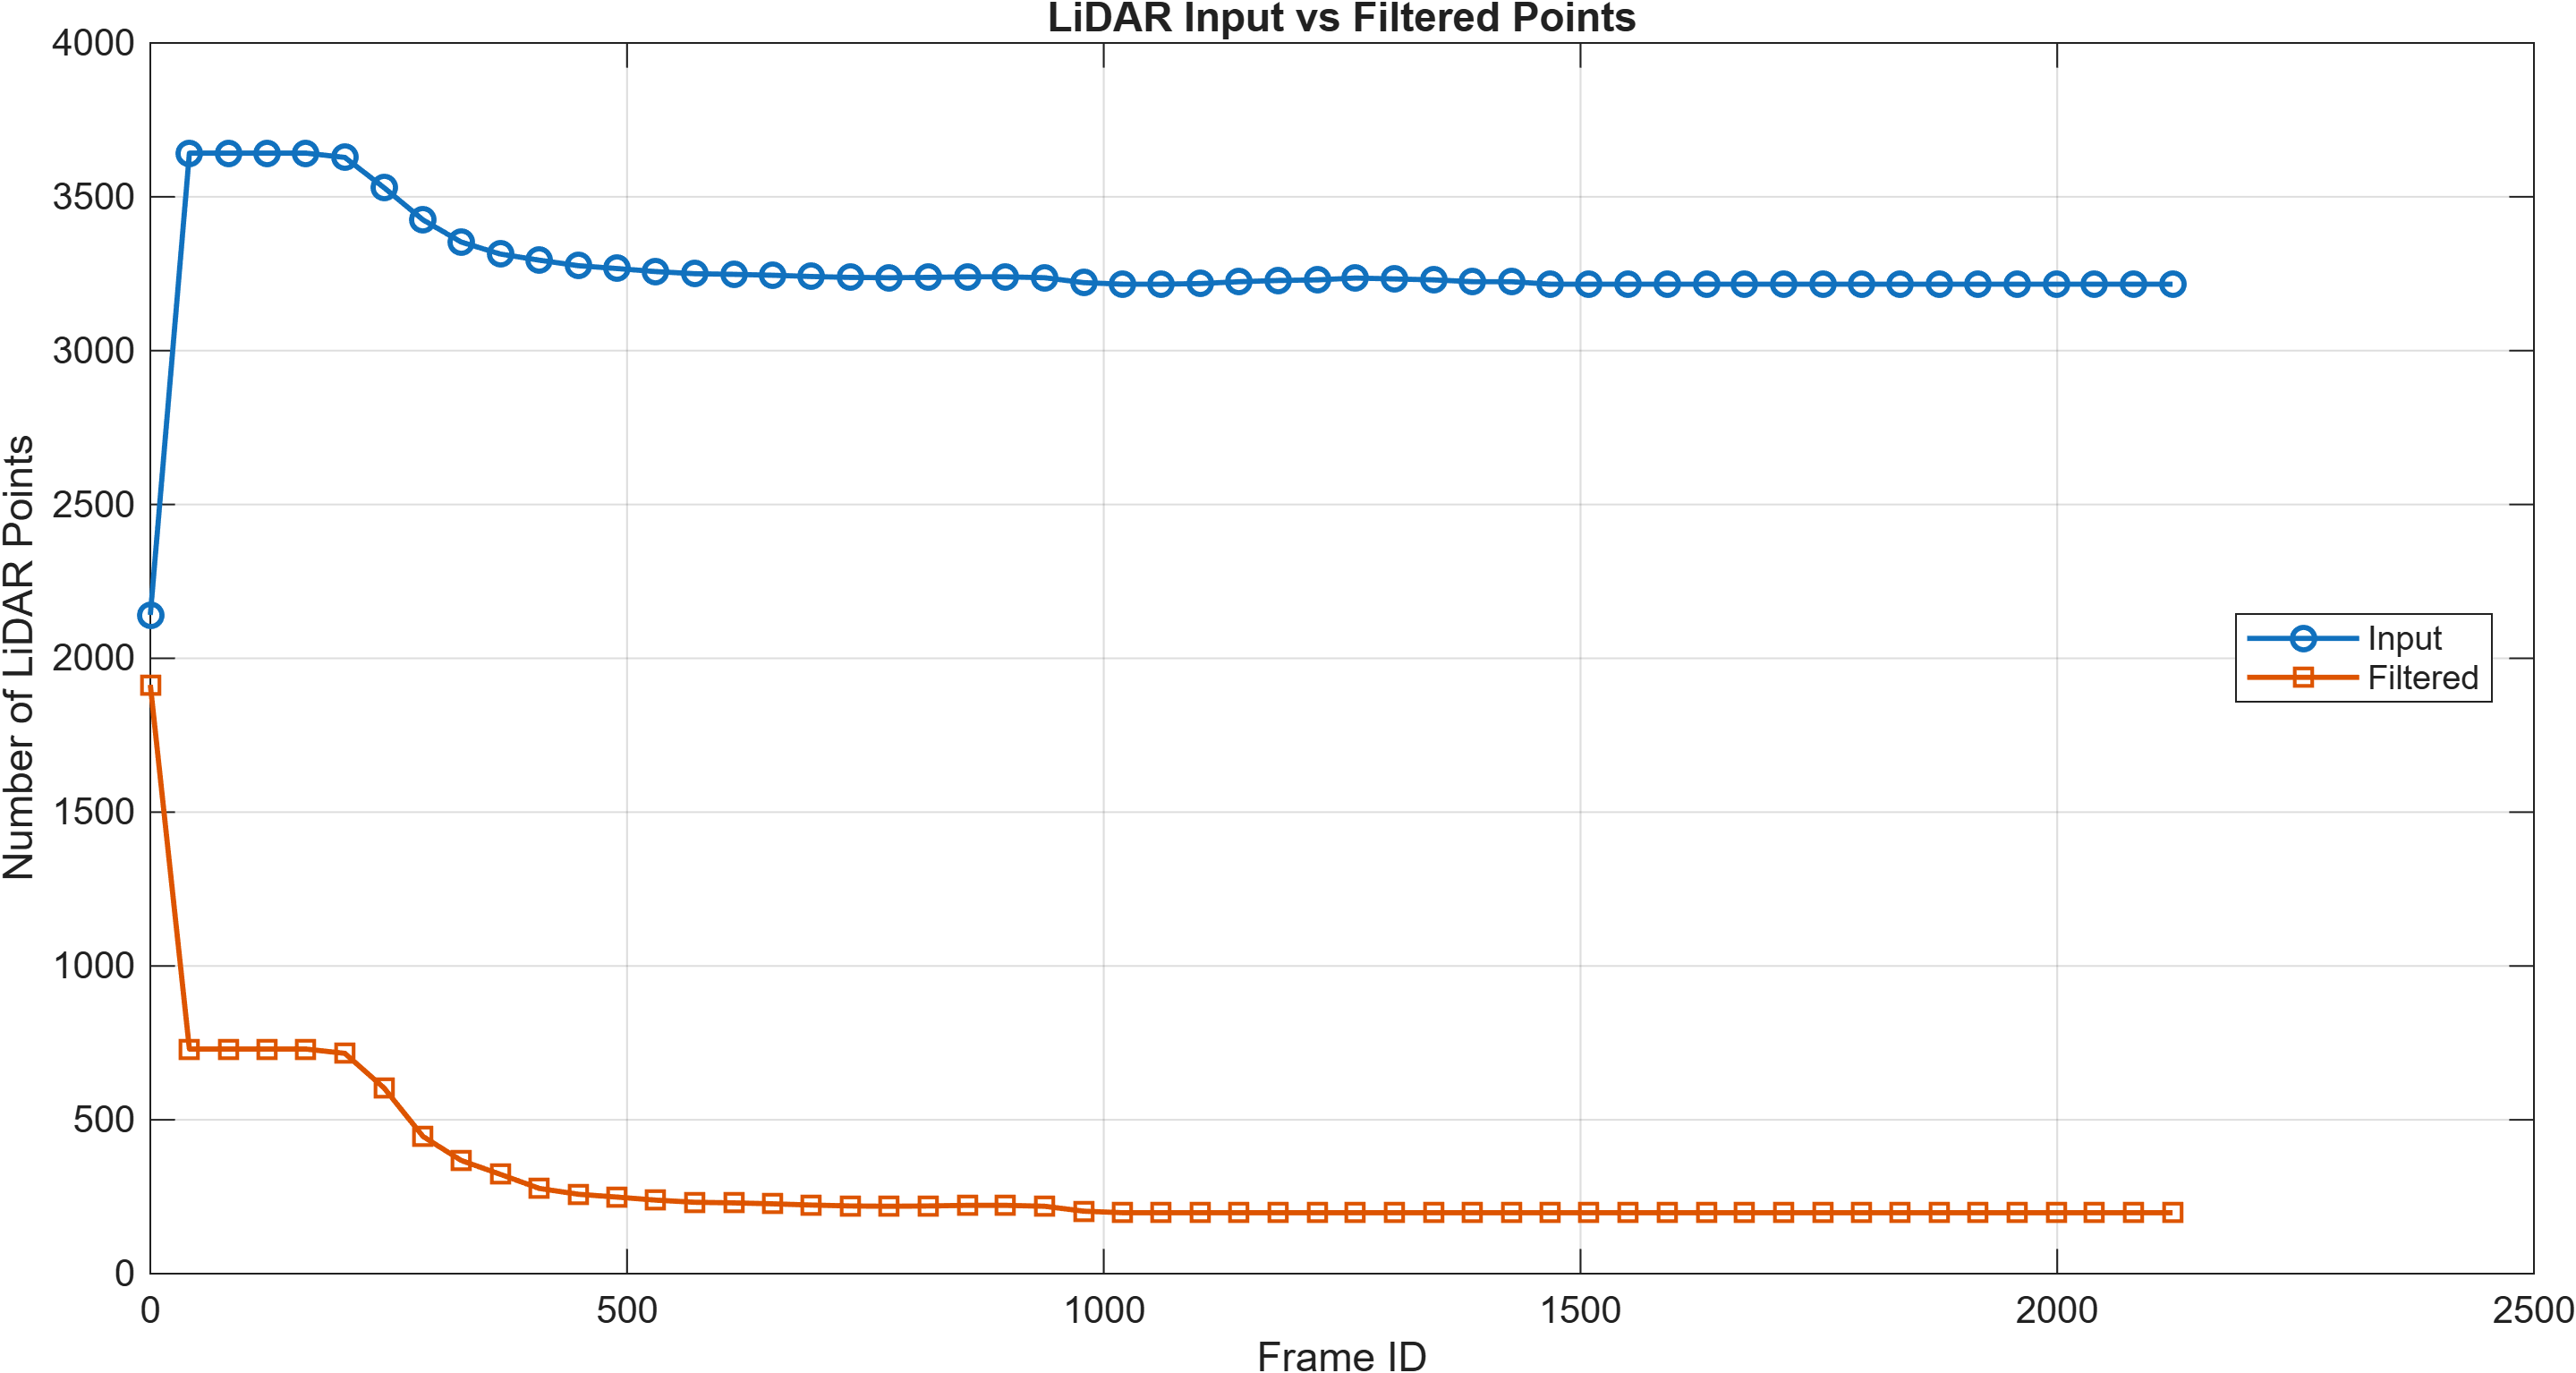 LiDAR Input vs Filtered Points
4000
3500
3000
2500
2000
1500
1000
500
0
Number of LiDAR Points
Input
Filtered
0 500 1000 1500 2000 2500
Frame ID